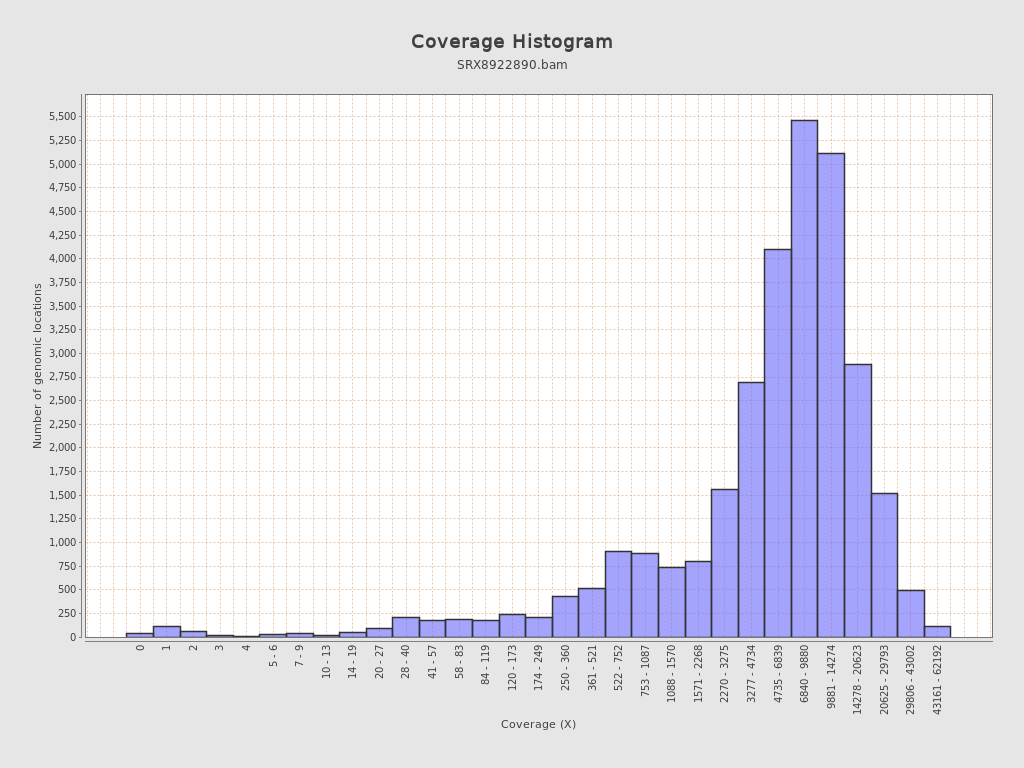 Coverage Histogram
SRX8922890.bam
Number of genomic locations
5,500
5,250
5,000
4,750
4,500
4,250
4,000
3,750
3,500
3,250
3,000
2,750
2,500
2,250
2,000
1,750
1,500
1,250
1,000
750
500
250
0
0
1
2
3
4
5 - 6
7 - 9
10 - 13
14 - 19
20 - 27
28 - 40
41 - 57
58 - 83
84 - 119
120 - 173
174 - 249
250 - 360
361 - 521
522 - 752
753 - 1087
1088 - 1570
1571 - 2268
2270 - 3275
3277 - 4734
4735 - 6839
6840 - 9880
9881 - 14274
14278 - 20623
20625 - 29793
29806 - 43002
43161 - 62192
Coverage (X)